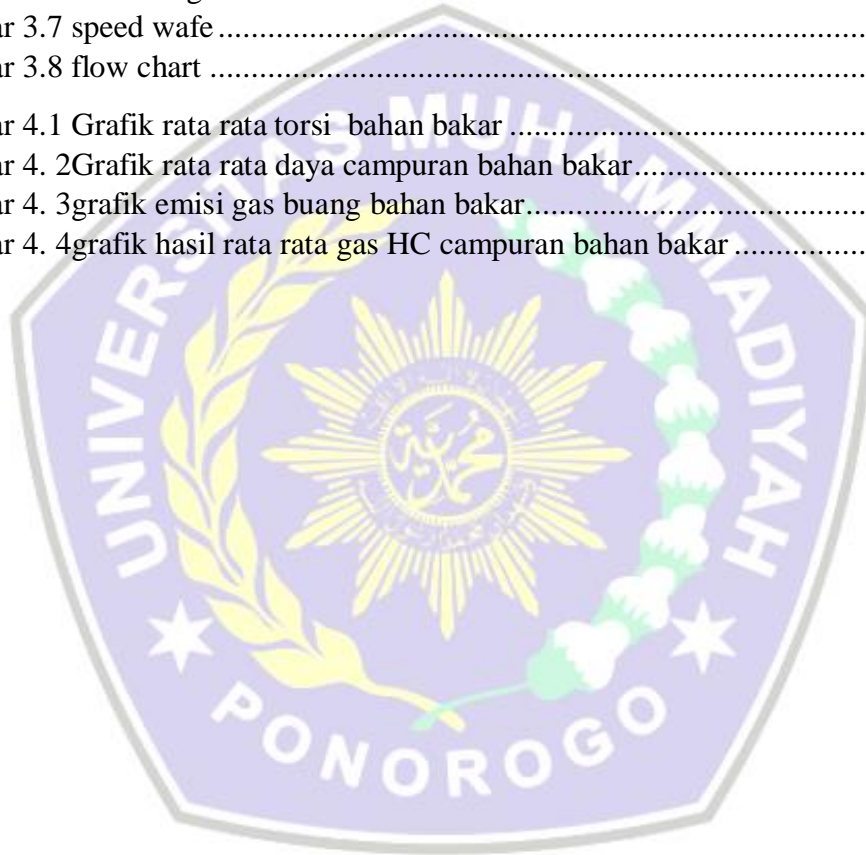 ar 3.7 speed wafe........................................................................................
ar 3.8 flow chart ........................................................................................
ar 4.1 Grafik rata rata torsi bahan bakar ................................................
ar 4. 2Grafik rata rata daya campuran bahan bakar..............................
ar 4. 3grafik emisi gas buang bahan bakar.............................................
ar 4. 4grafik hasil rata rata gas HC campuran bahan bakar ................
UNIVERSITAS MUHAMMADIYAH
PONOROGO
محمدية